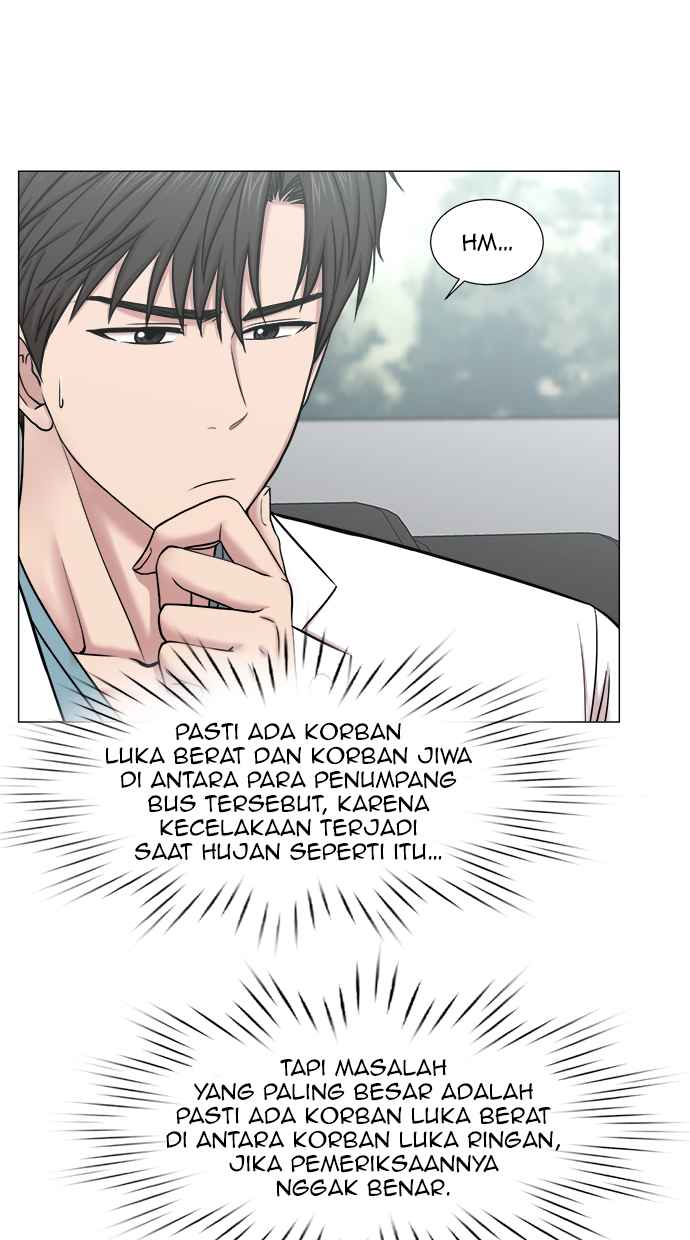 HM...
PASTI ADA KORBAN
LUKA BERAT DAN KORBAN JIWA
DI ANTARA PARA PENUMPANG
BUS TERSEBUT, KARENA
KECELAKAAN TERJADI
SAAT HUJAN SEPERTI ITU...
TAPI MASALAH
YANG PALING BESAR ADALAH
PASTI ADA KORBAN LUKA BERAT
DI ANTARA KORBAN LUKA RINGAN,
JIKA PEMERIKSAANNYA
NGGAK BENAR.